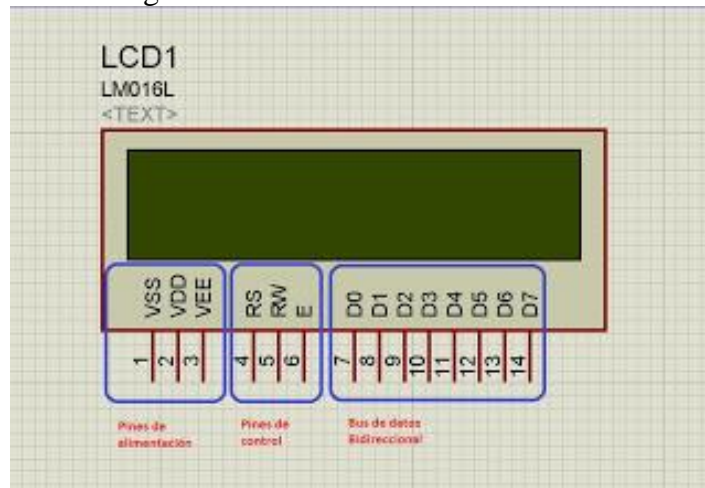 LCD1
LM016L
<TEXT>
VSS VDD VEE RS RW E D0 D1 D2 D3 D4 D5 D6 D7
1 2 3 4 5 6 7 8 9 10 11 12 13 14
Pines de
alimentación
Pines de
control
Bus de datos
Bidireccional